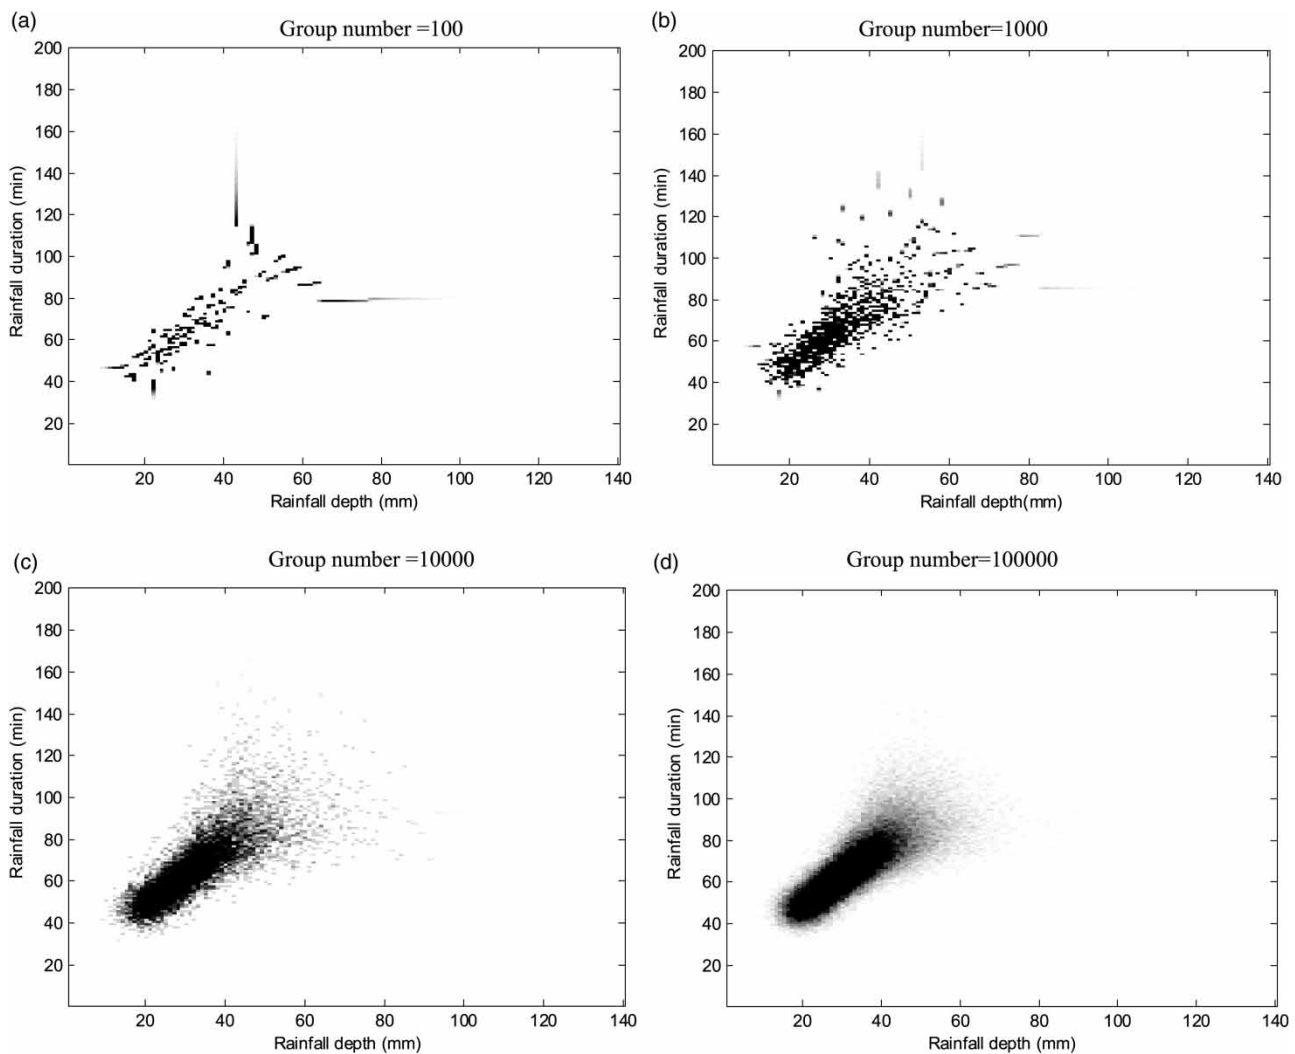 (a)
Group number =100
200
180
160
140
120
100
80
60
40
20
Rainfall duration (min)
20 40 60 80 100 120 140
Rainfall depth (mm)
(b)
Group number=1000
200
180
160
140
120
100
80
60
40
20
Rainfall duration (min)
20 40 60 80 100 120 140
Rainfall depth(mm)
(c)
Group number =10000
200
180
160
140
120
100
80
60
40
20
Rainfall duration (min)
20 40 60 80 100 120 140
Rainfall depth (mm)
(d)
Group number=100000
200
180
160
140
120
100
80
60
40
20
Rainfall duration (min)
20 40 60 80 100 120 140
Rainfall depth (mm)